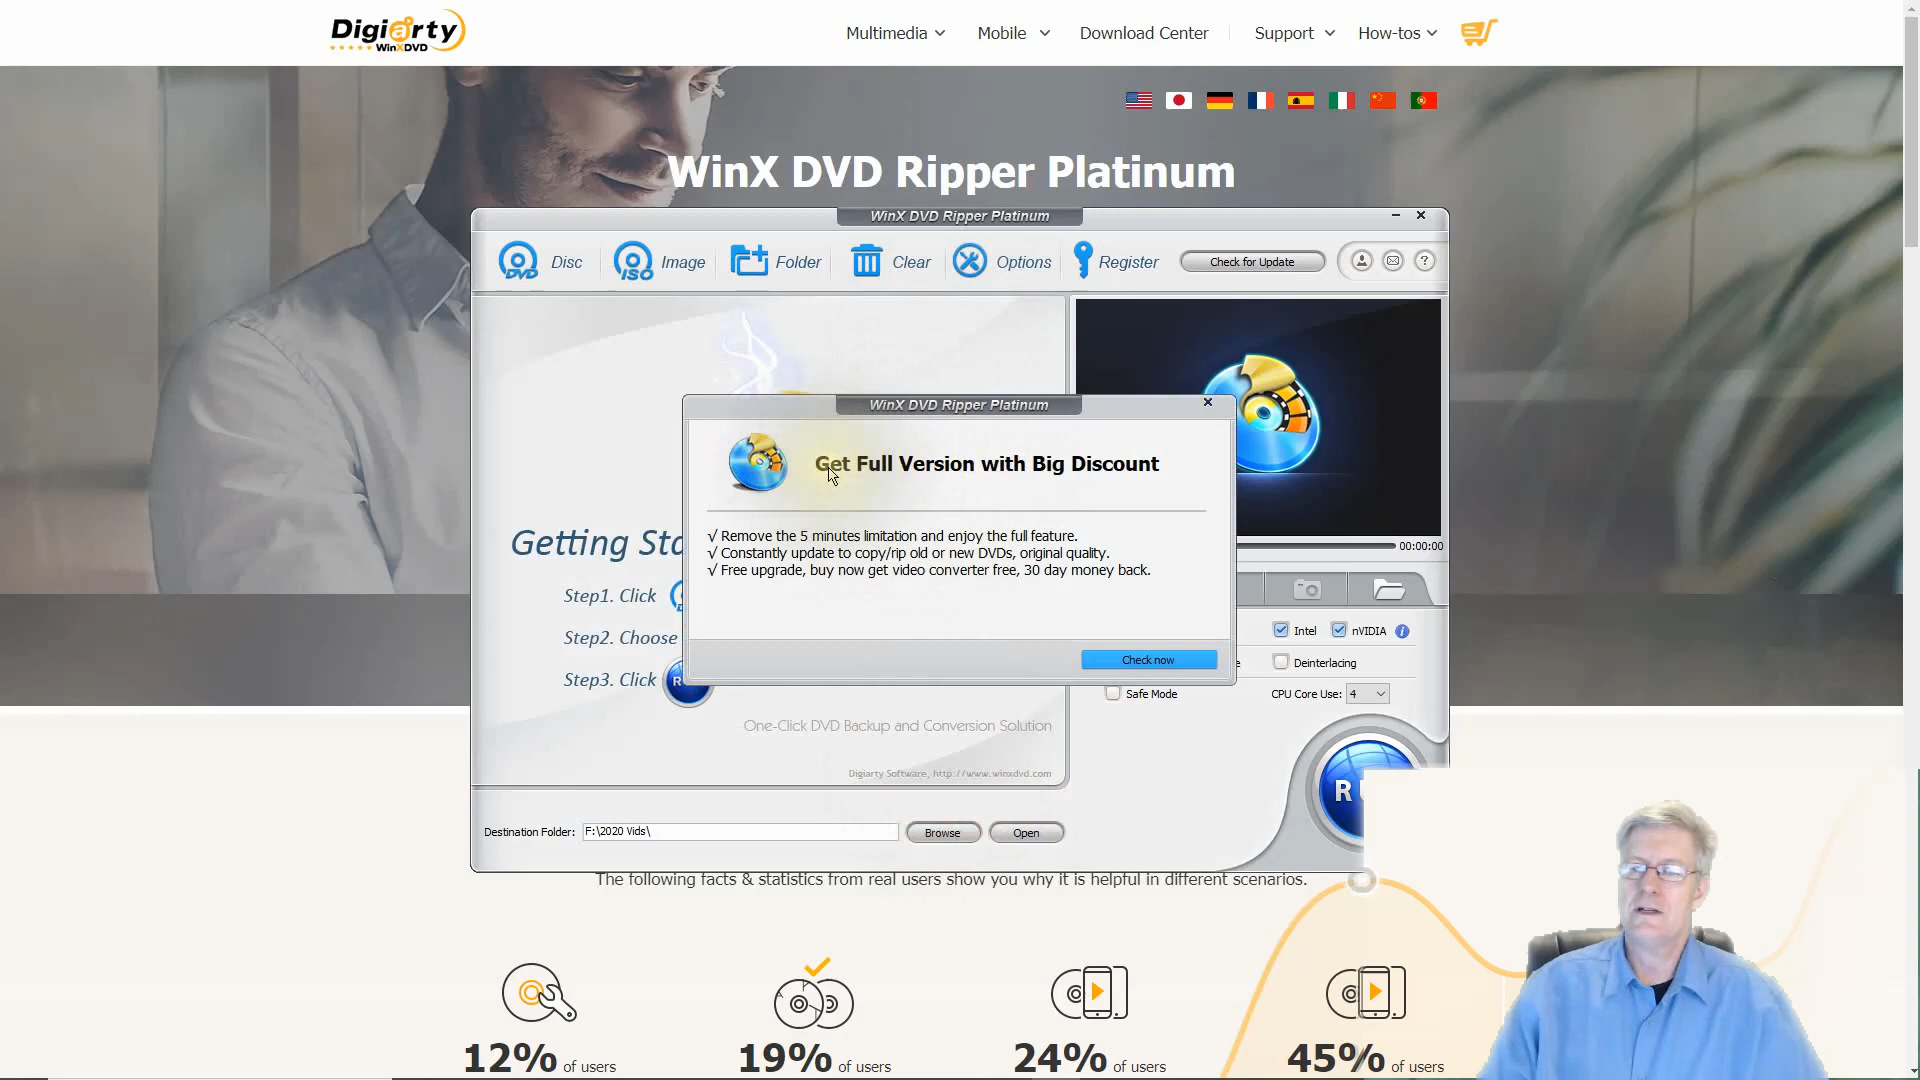 Digiarty
WinXDVD
Multimedia
Mobile
Download Center
Support
How-tos
WinX DVD Ripper Platinum
WinX DVD Ripper Platinum
Disc
Image
Folder
Clear
Options
Register
Check for Update
DVD
ISO
WinX DVD Ripper Platinum
Get Full Version with Big Discount
√ Remove the 5 minutes limitation and enjoy the full feature.
√ Constantly update to copy/rip old or new DVDs, original quality.
√ Free upgrade, buy now get video converter free, 30 day money back.
Check now
00:00:00
Getting Sta
Step1. Click
Step2. Choose
Step3. Click
Intel
nVIDIA
Deinterlacing
Safe Mode
CPU Core Use: 4
One-Click DVD Backup and Conversion Solution
Digiarty Software, http://www.winxdvd.com
Destination Folder: F:\2020 Vids\
Browse
Open
The following facts & statistics from real users show you why it is helpful in different scenarios.
12% of users
19% of users
24% of users
45% of users